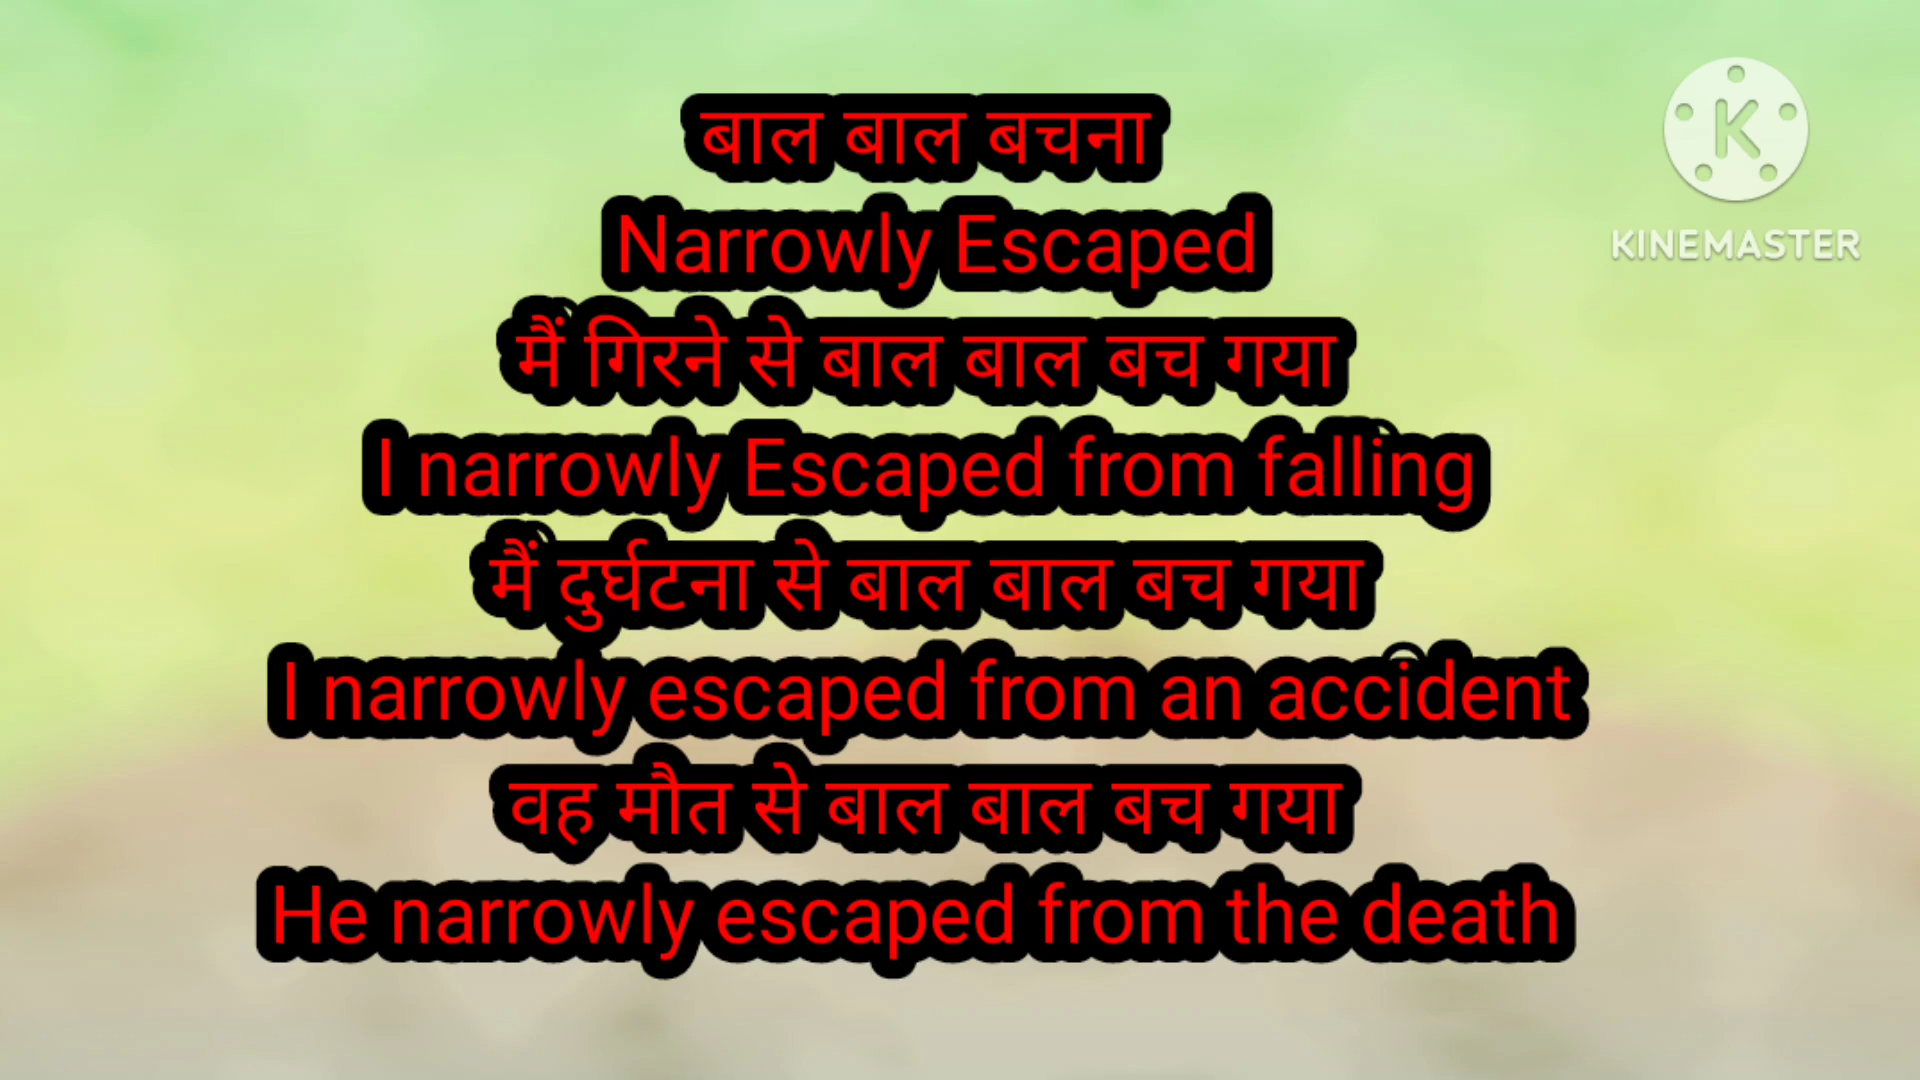 बाल बाल बचना
Narrowly Escaped
मैं गिरने से बाल बाल बच गया
I narrowly Escaped from falling
मैं दुर्घटना से बाल बाल बच गया
I narrowly escaped from an accident
वह मौत से बाल बाल बच गया
He narrowly escaped from the death
K
KINEMASTER